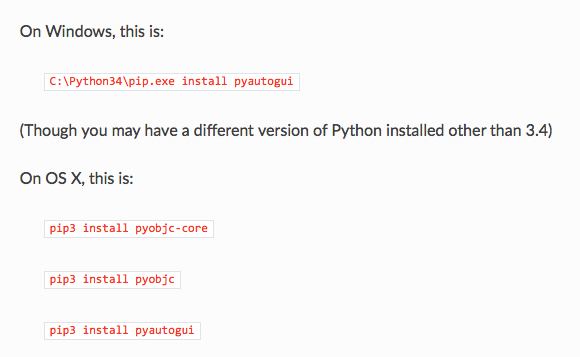 On Windows, this is:
C:\Python34\pip.exe install pyautogui
(Though you may have a different version of Python installed other than 3.4)
On OS X, this is:
pip3 install pyobjc-core
pip3 install pyobjc
pip3 install pyautogui